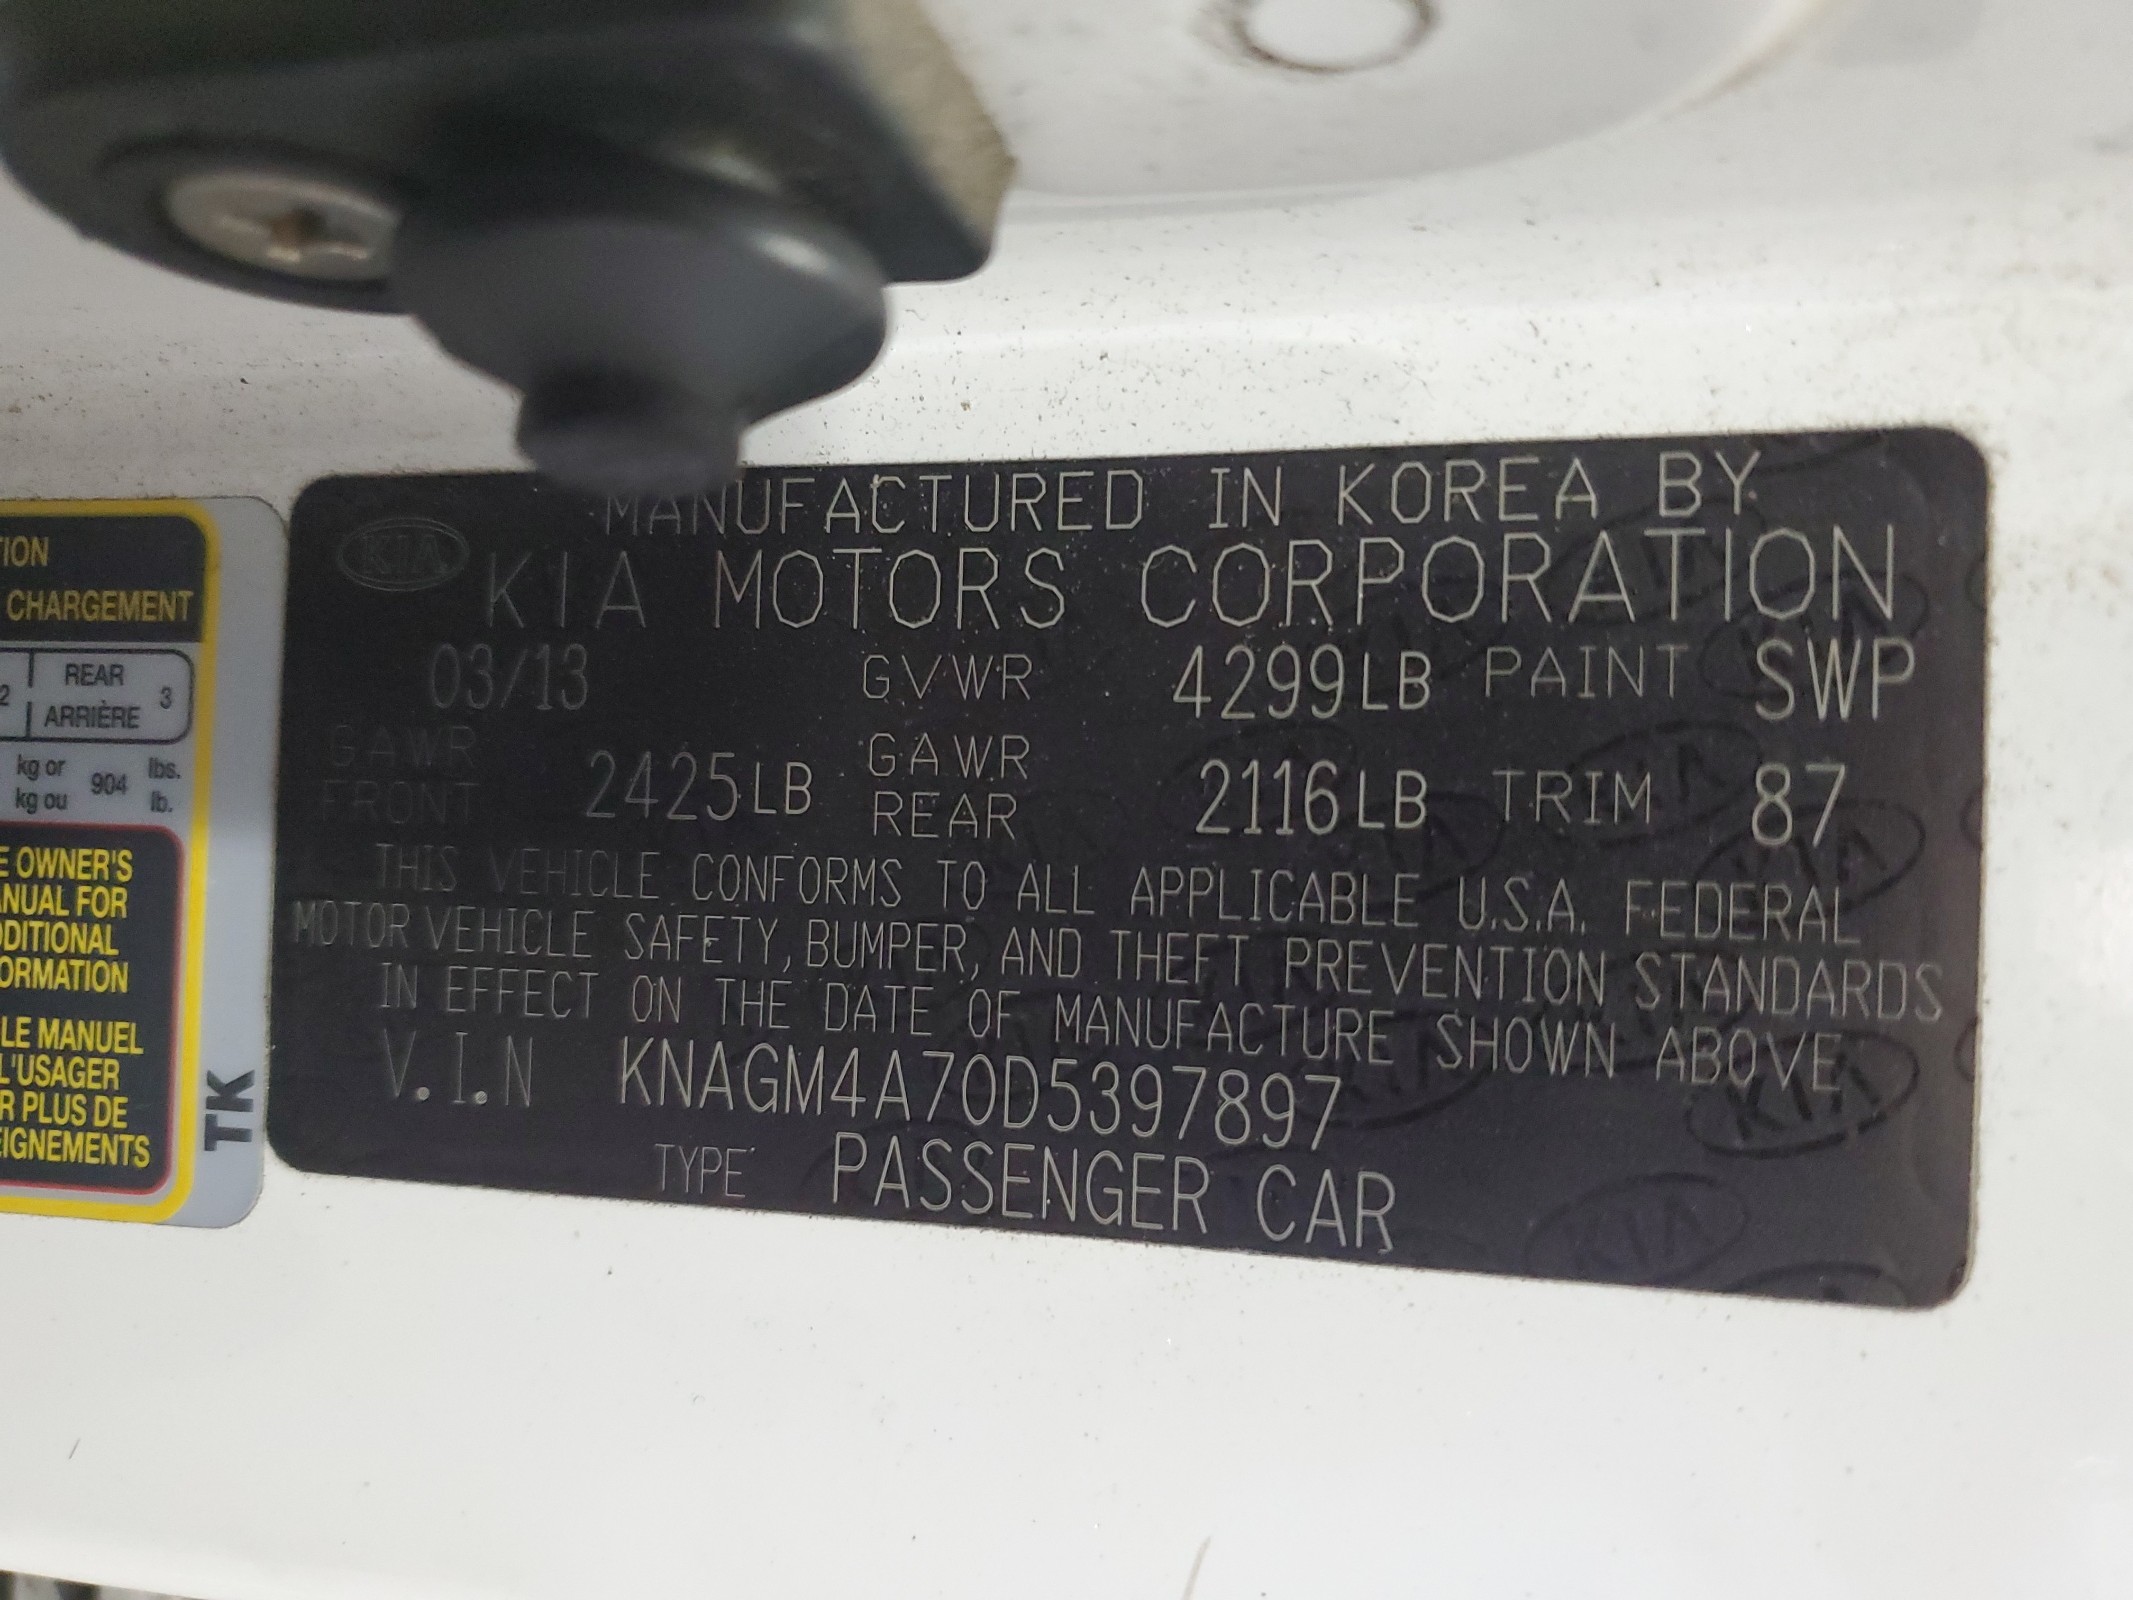 TION
CHARGEMENT
2 REAR 3
ARRIÈRE
kg or 904 lbs.
kg ou lb.
E OWNER'S
ANUAL FOR
DDITIONAL
ORMATION
LE MANUEL
L'USAGER
R PLUS DE
EIGNEMENTS
TK
MANUFACTURED IN KOREA BY
KIA KIA MOTORS CORPORATION
03/13 GVWR 4299LB PAINT SWP
GAWR FRONT 2425LB GAWR REAR 2116LB TRIM 87
THIS VEHICLE CONFORMS TO ALL APPLICABLE U.S.A. FEDERAL
MOTOR VEHICLE SAFETY, BUMPER, AND THEFT PREVENTION STANDARDS
IN EFFECT ON THE DATE OF MANUFACTURE SHOWN ABOVE
V.I.N KNAGM4A70D5397897
TYPE PASSENGER CAR